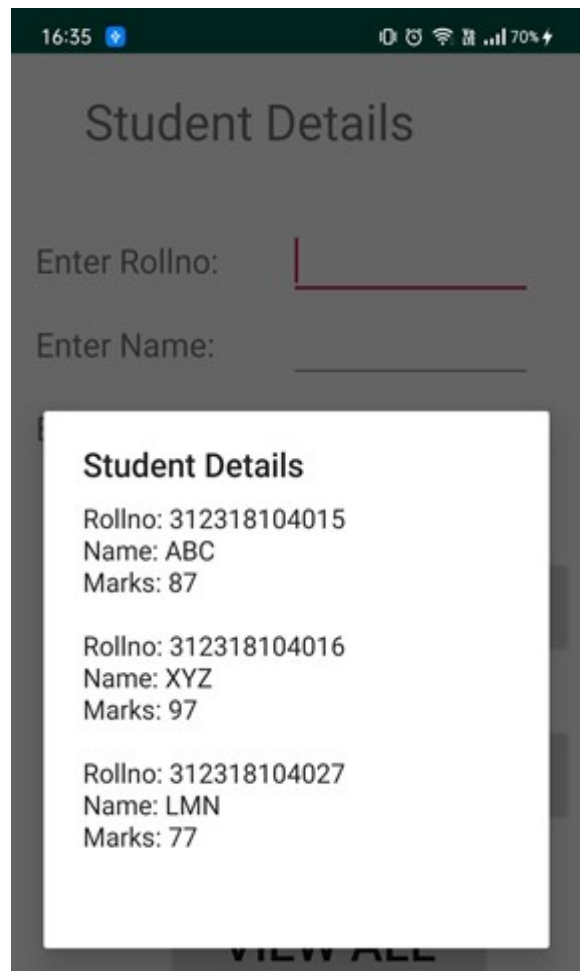 16:35
70%
Student Details
Enter Rollno:
Enter Name:
Student Details
Rollno: 312318104015
Name: ABC
Marks: 87
Rollno: 312318104016
Name: XYZ
Marks: 97
Rollno: 312318104027
Name: LMN
Marks: 77
VIEW ALL